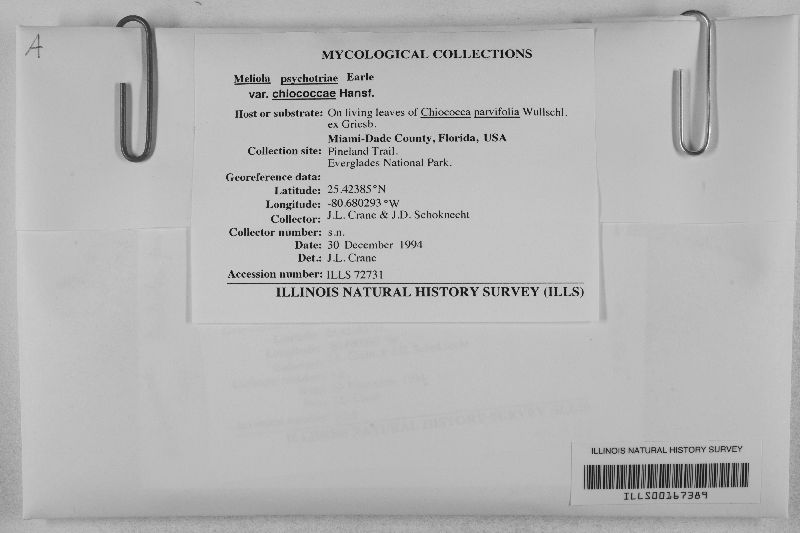 A
MYCOLOGICAL COLLECTIONS
Meliola psychotriae Earle
var. chiococcae Hansf.
Host or substrate: On living leaves of Chiococca parvifolia Wullschl.
ex Griesb.
Miami-Dade County, Florida, USA
Collection site: Pineland Trail.
Everglades National Park.
Georeference data:
Latitude: 25.42385°N
Longitude: -80.680293°W
Collector: J.L. Crane & J.D. Schoknecht
Collector number: s.n.
Date: 30 December 1994
Det.: J.L. Crane
Accession number: ILLS 72731
ILLINOIS NATURAL HISTORY SURVEY (ILLS)
ILLINOIS NATURAL HISTORY SURVEY
ILLS00167389